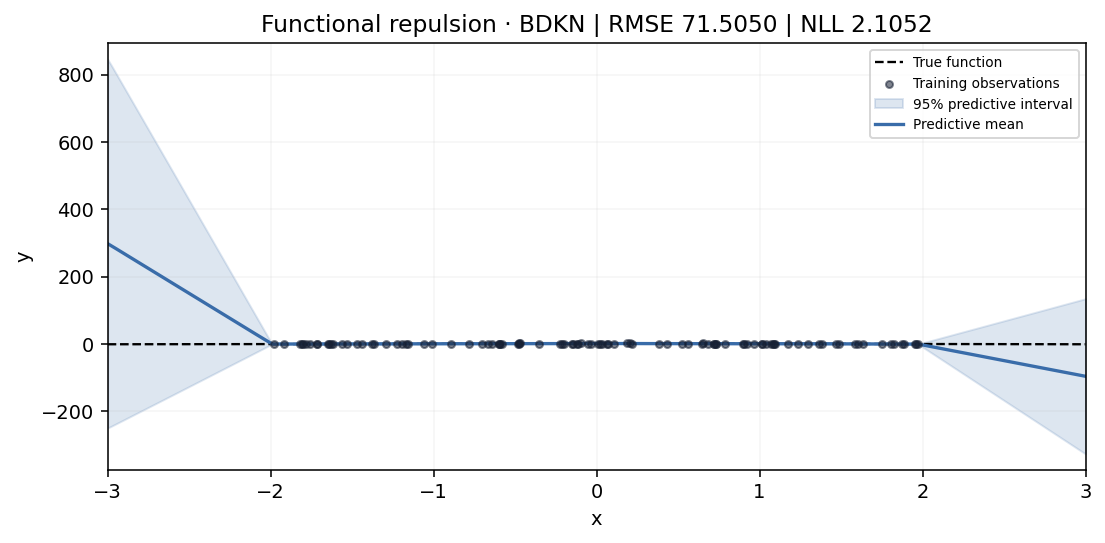 Functional repulsion · BDKN | RMSE 71.5050 | NLL 2.1052
True function
Training observations
95% predictive interval
Predictive mean
800
600
400
200
0
−200
y
−3
−2
−1
0
1
2
3
x